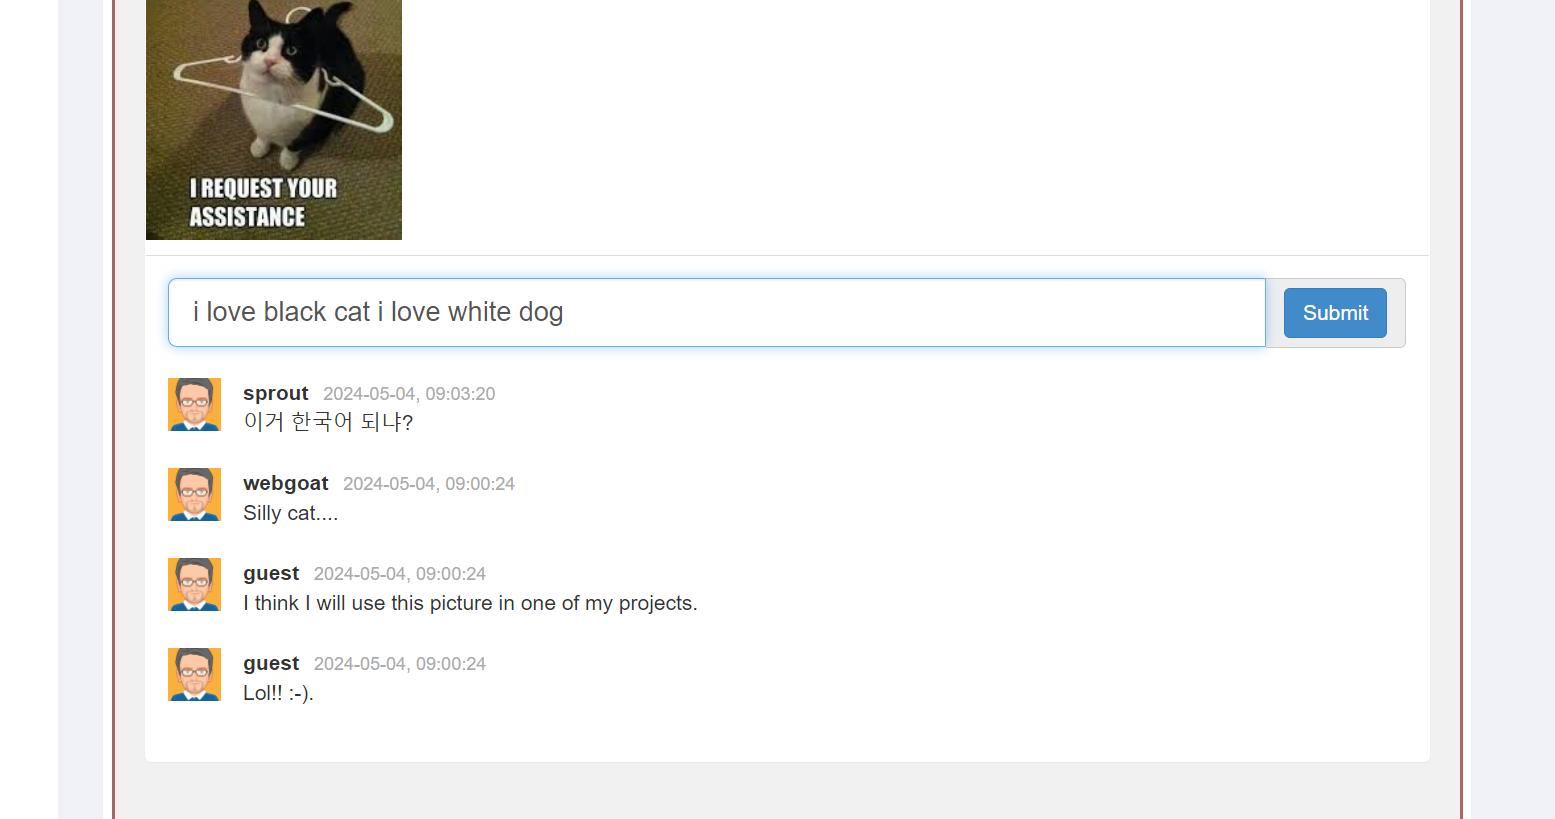 I REQUEST YOUR
ASSISTANCE
i love black cat i love white dog
Submit
sprout 2024-05-04, 09:03:20
이거 한국어 되냐?
webgoat 2024-05-04, 09:00:24
Silly cat....
guest 2024-05-04, 09:00:24
I think I will use this picture in one of my projects.
guest 2024-05-04, 09:00:24
Lol!! :-).